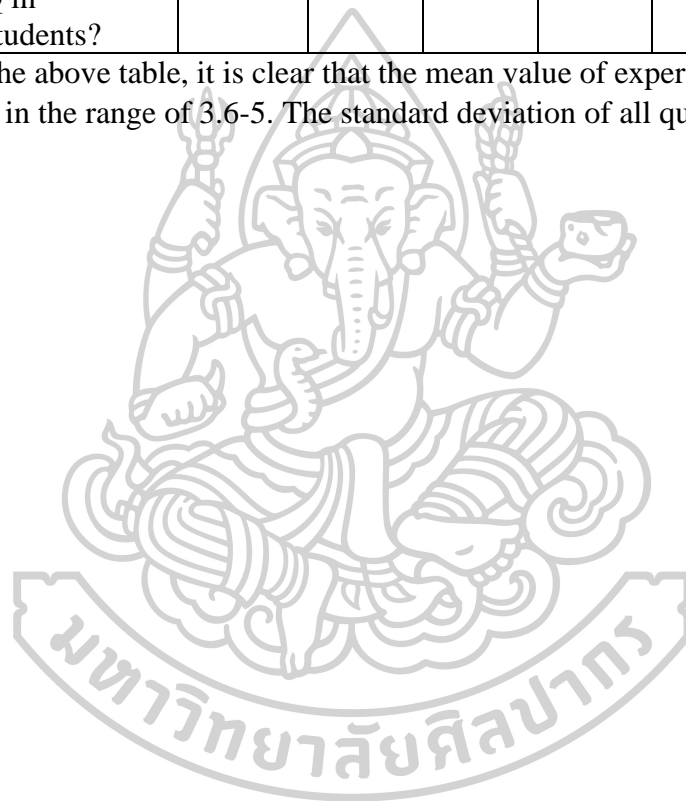 tudents?
he above table, it is clear that the mean value of exper
in the range of 3.6-5. The standard deviation of all qu
มหาวิทยาลัยศิลปากร